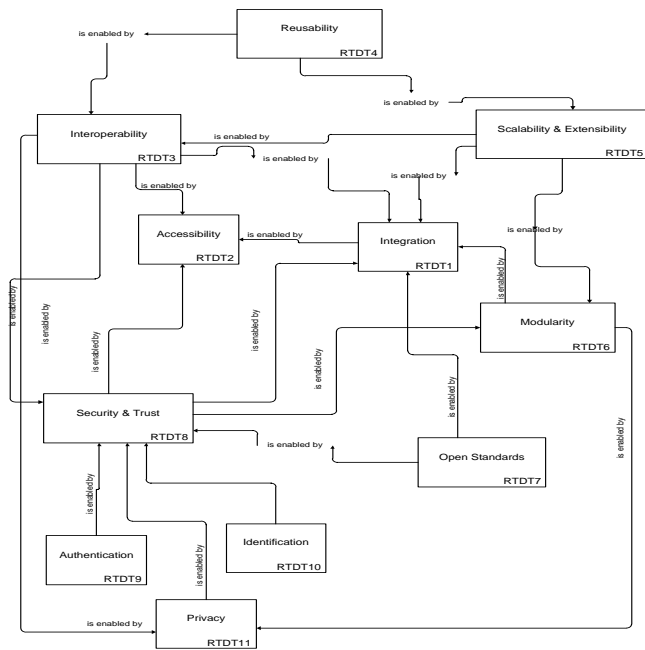 Reusability
RTDT4
is enabled by
is enabled by
Interoperability
RTDT3
is enabled by
is enabled by
Scalability & Extensibility
RTDT5
is enabled by
is enabled by
is enabled by
Accessibility
RTDT2
is enabled by
Integration
RTDT1
is enabled by
is enabled by
is enabled by
is enabled by
is enabled by
is enabled by
Modularity
RTDT6
is enabled by
is enabled by
is enabled by
Security & Trust
RTDT8
is enabled by
Open Standards
RTDT7
is enabled by
Authentication
RTDT9
Identification
RTDT10
is enabled by
is enabled by
Privacy
RTDT11